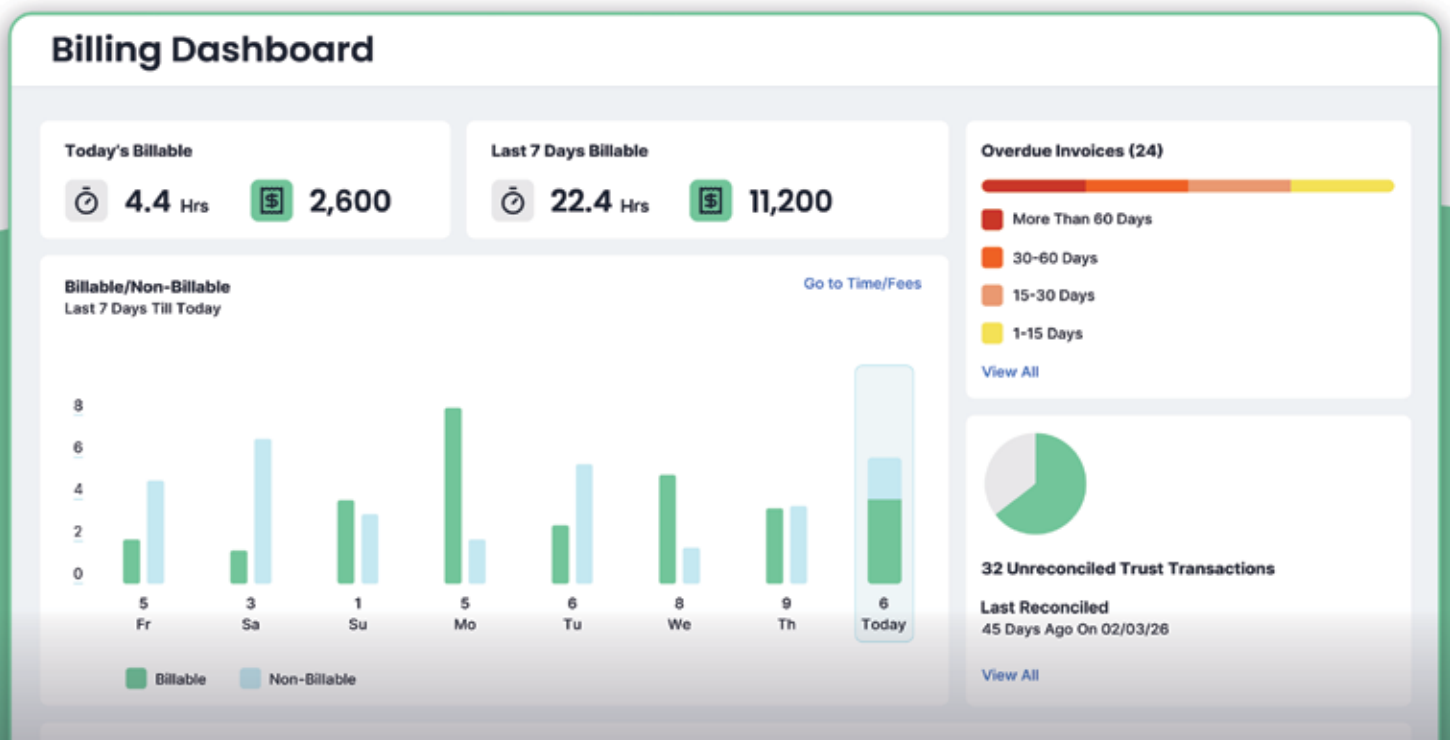 Billing Dashboard
Today's Billable
4.4 Hrs
$ 2,600
Last 7 Days Billable
22.4 Hrs
$ 11,200
Overdue Invoices (24)
More Than 60 Days
30-60 Days
15-30 Days
1-15 Days
View All
Billable/Non-Billable
Last 7 Days Till Today
Go to Time/Fees
8
6
4
2
0
5 3 1 5 6 8 9 6
Fr Sa Su Mo Tu We Th Today
Billable Non-Billable
32 Unreconciled Trust Transactions
Last Reconciled
45 Days Ago On 02/03/26
View All